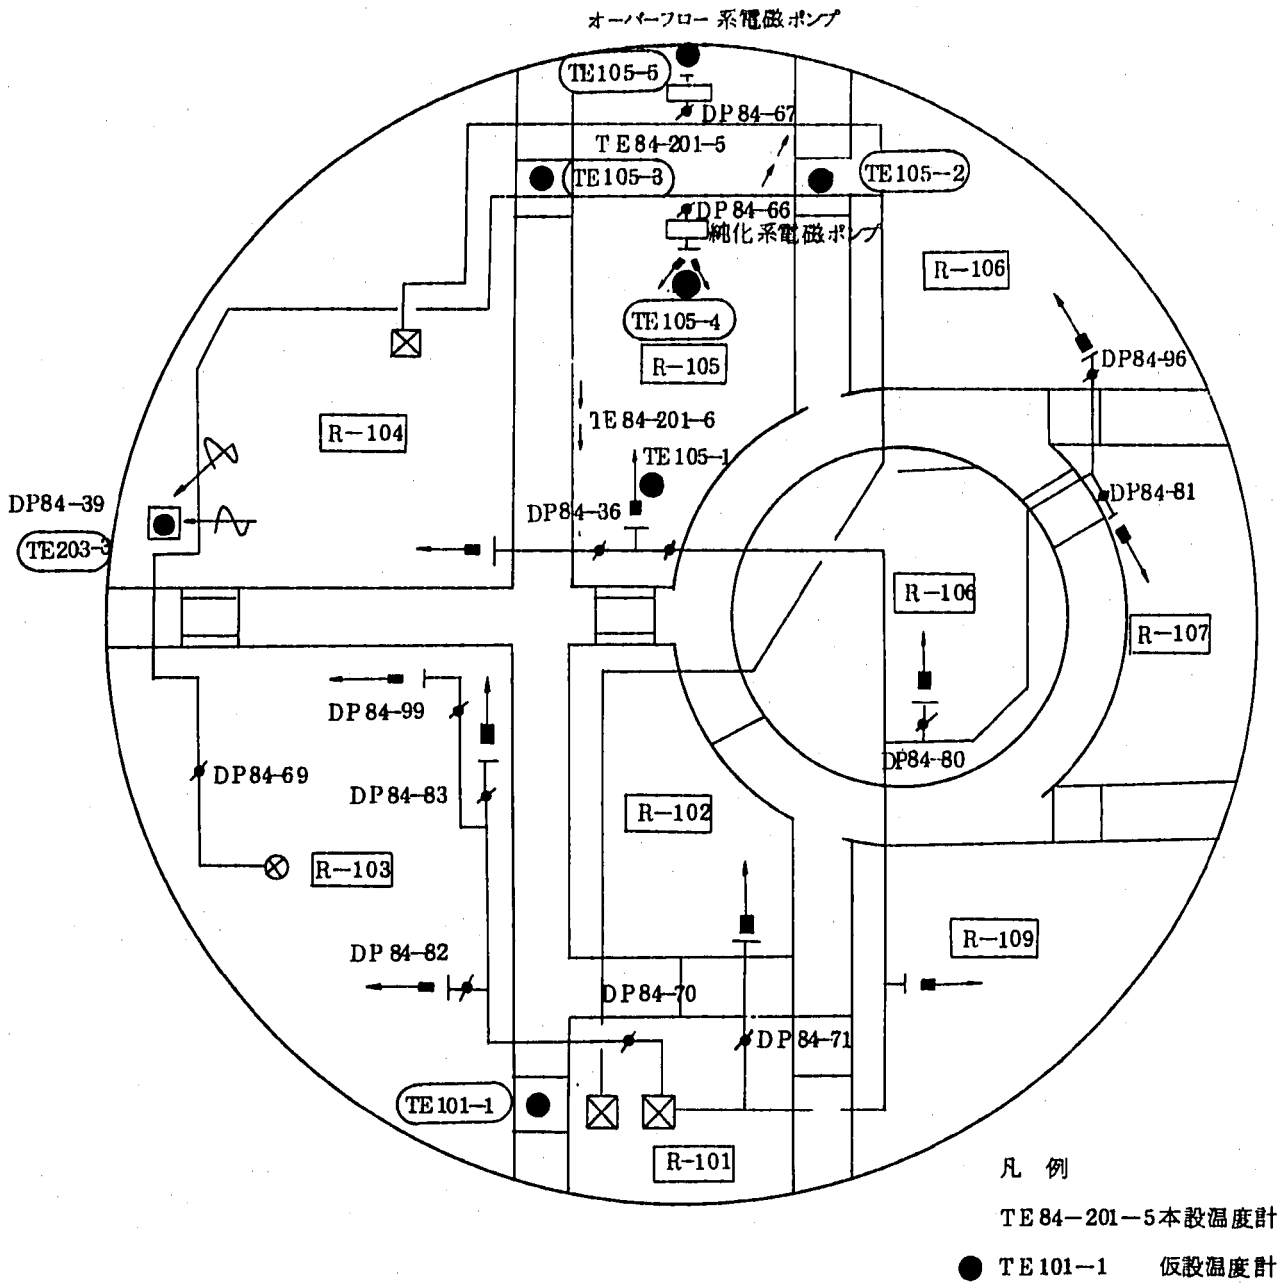 オーバーフロー系電磁ポンプ
TE105-5
DP84-67
TE84-201-5
TE105-3
TE105--2
DP84-66
純化系電磁ポンプ
R-106
TE105-4
R-105
DP84-96
TE84-201-6
R-104
TE105-1
DP84-39
DP84-81
DP84-36
TE203-3
R-106
R-107
DP84-99
DP84-69
DP84-80
DP84-83
R-102
R-103
R-109
DP84-82
DP84-70
DP84-71
TE101-1
R-101
凡例
TE84-201-5本設温度計
TE101-1 仮設温度計